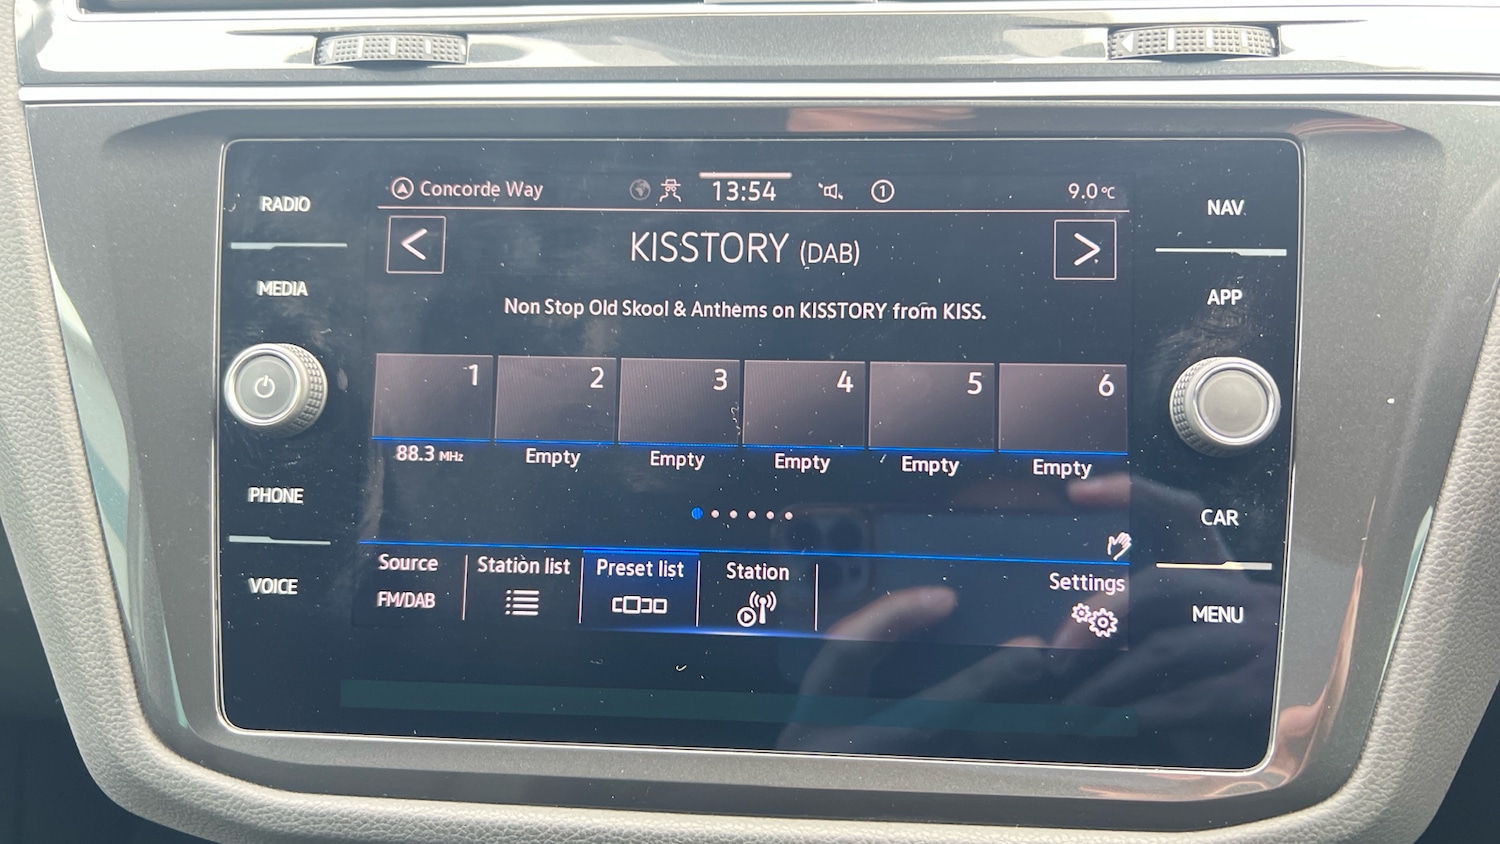 RADIO
MEDIA
PHONE
VOICE
Concorde Way
13:54
1
9.0°C
<
KISSTORY (DAB)
>
Non Stop Old Skool & Anthems on KISSTORY from KISS.
1 2 3 4 5 6
88.3 MHz Empty Empty Empty Empty Empty
Source Station list Preset list Station Settings
FM/DAB
NAV
APP
CAR
MENU